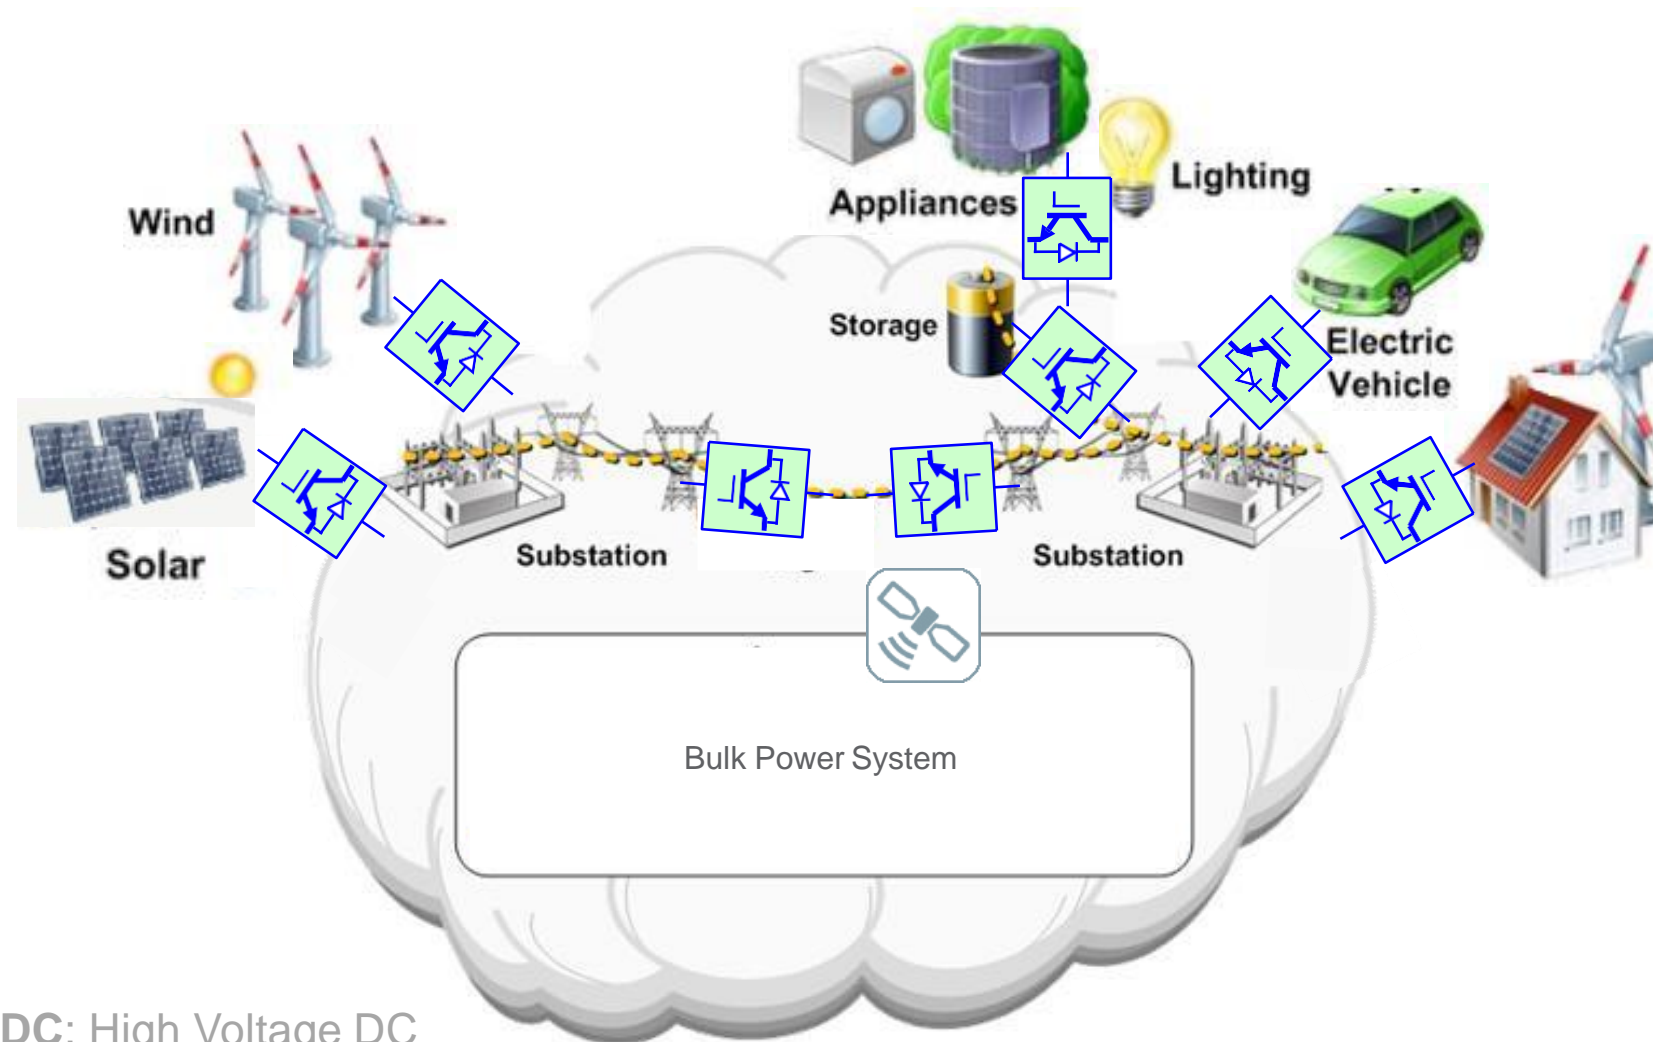 Lighting
Appliances
Wind
Storage
Electric
Vehicle
Substation
Substation
Solar
Bulk Power System
DC: High Voltage DC